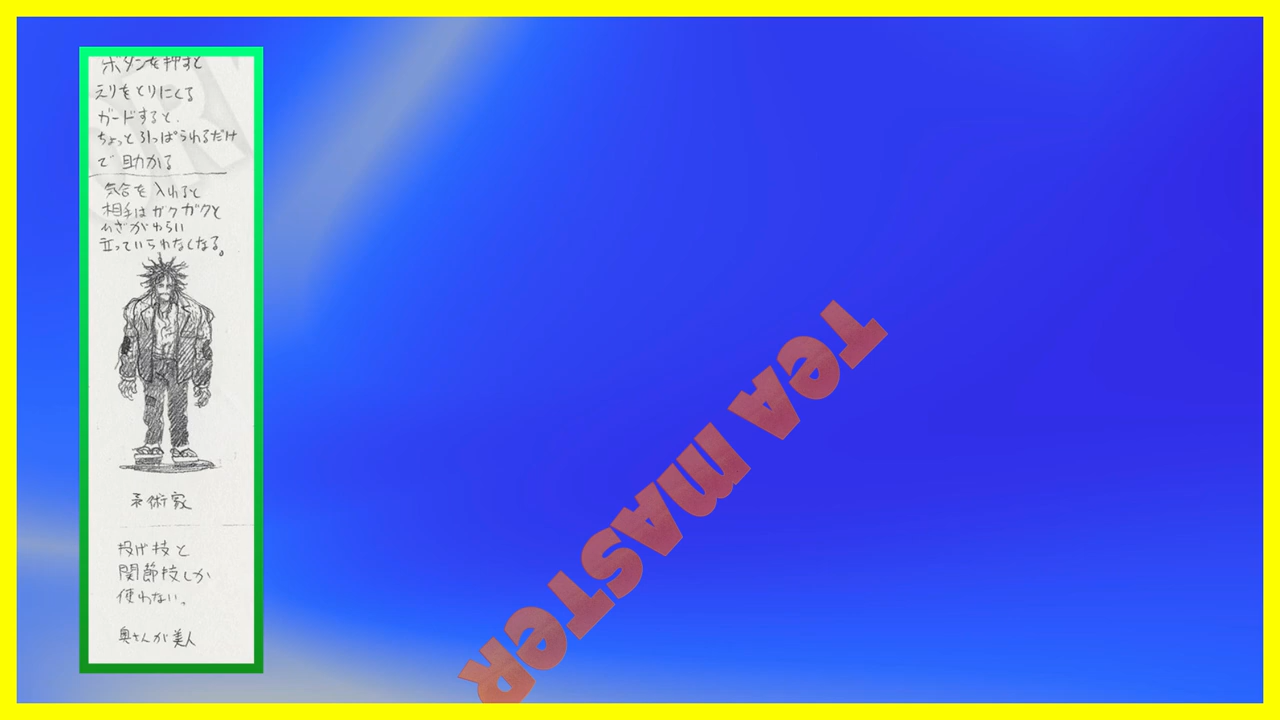 ボタンを押すと
えりをとりにくる
ガードすると、
ちょっと引っぱられるだけ
で助かる
気合を入れると
相手はガクガクと
わざがわらい
立っていられなくなる。
柔術家
投げ技と
関節技しか
使わない。
奥さんが美人
TeA mASTeR